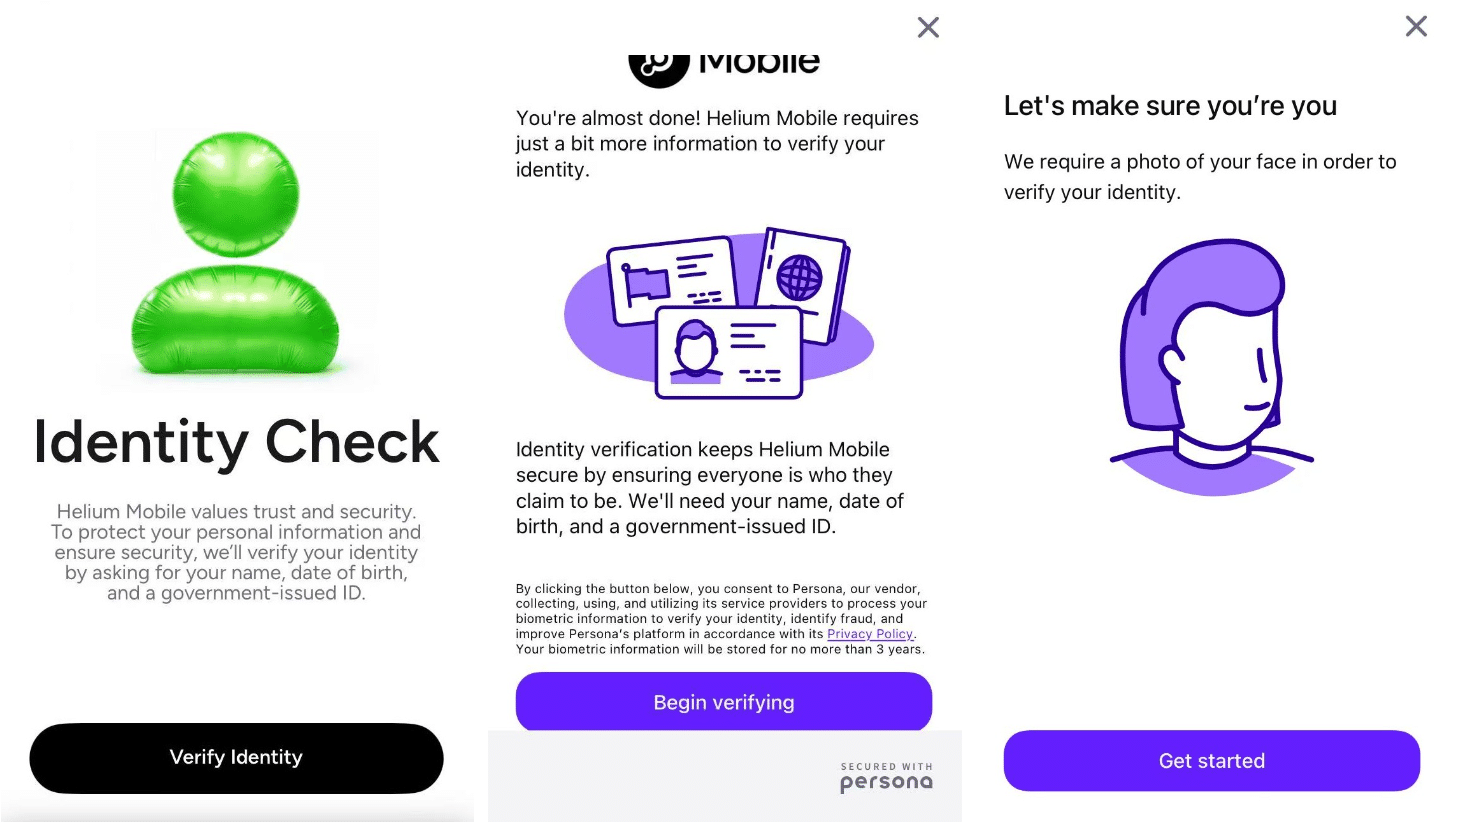 Identity Check
Helium Mobile values trust and security.
To protect your personal information and
ensure security, we’ll verify your identity
by asking for your name, date of birth,
and a government-issued ID.
Verify Identity
Mobile
You're almost done! Helium Mobile requires
just a bit more information to verify your
identity.
Identity verification keeps Helium Mobile
secure by ensuring everyone is who they
claim to be. We'll need your name, date of
birth, and a government-issued ID.
By clicking the button below, you consent to Persona, our vendor,
collecting, using, and utilizing its service providers to process your
biometric information to verify your identity, identify fraud, and
improve Persona's platform in accordance with its Privacy Policy.
Your biometric information will be stored for no more than 3 years.
Begin verifying
SECURED WITH
persona
Let's make sure you’re you
We require a photo of your face in order to
verify your identity.
Get started